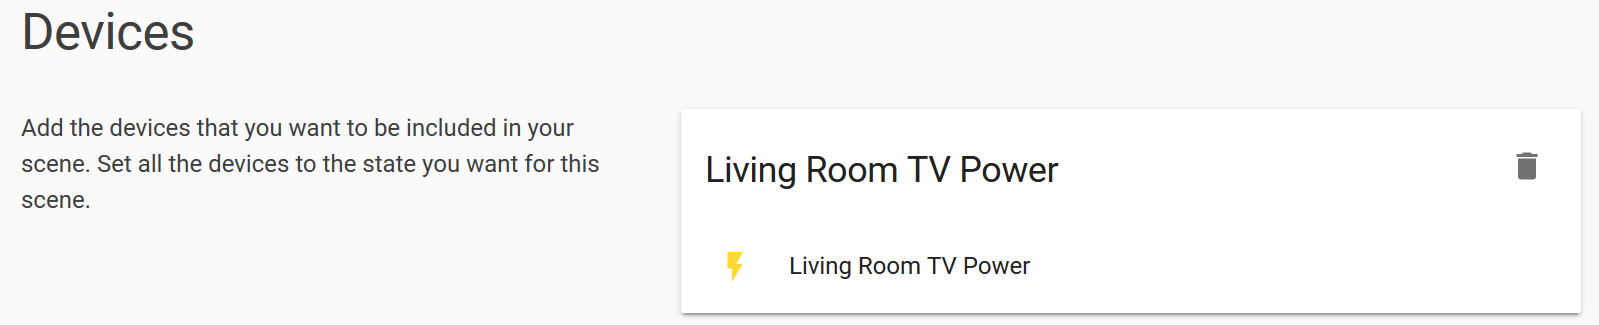 Devices
Add the devices that you want to be included in your
scene. Set all the devices to the state you want for this
scene.
Living Room TV Power
Living Room TV Power